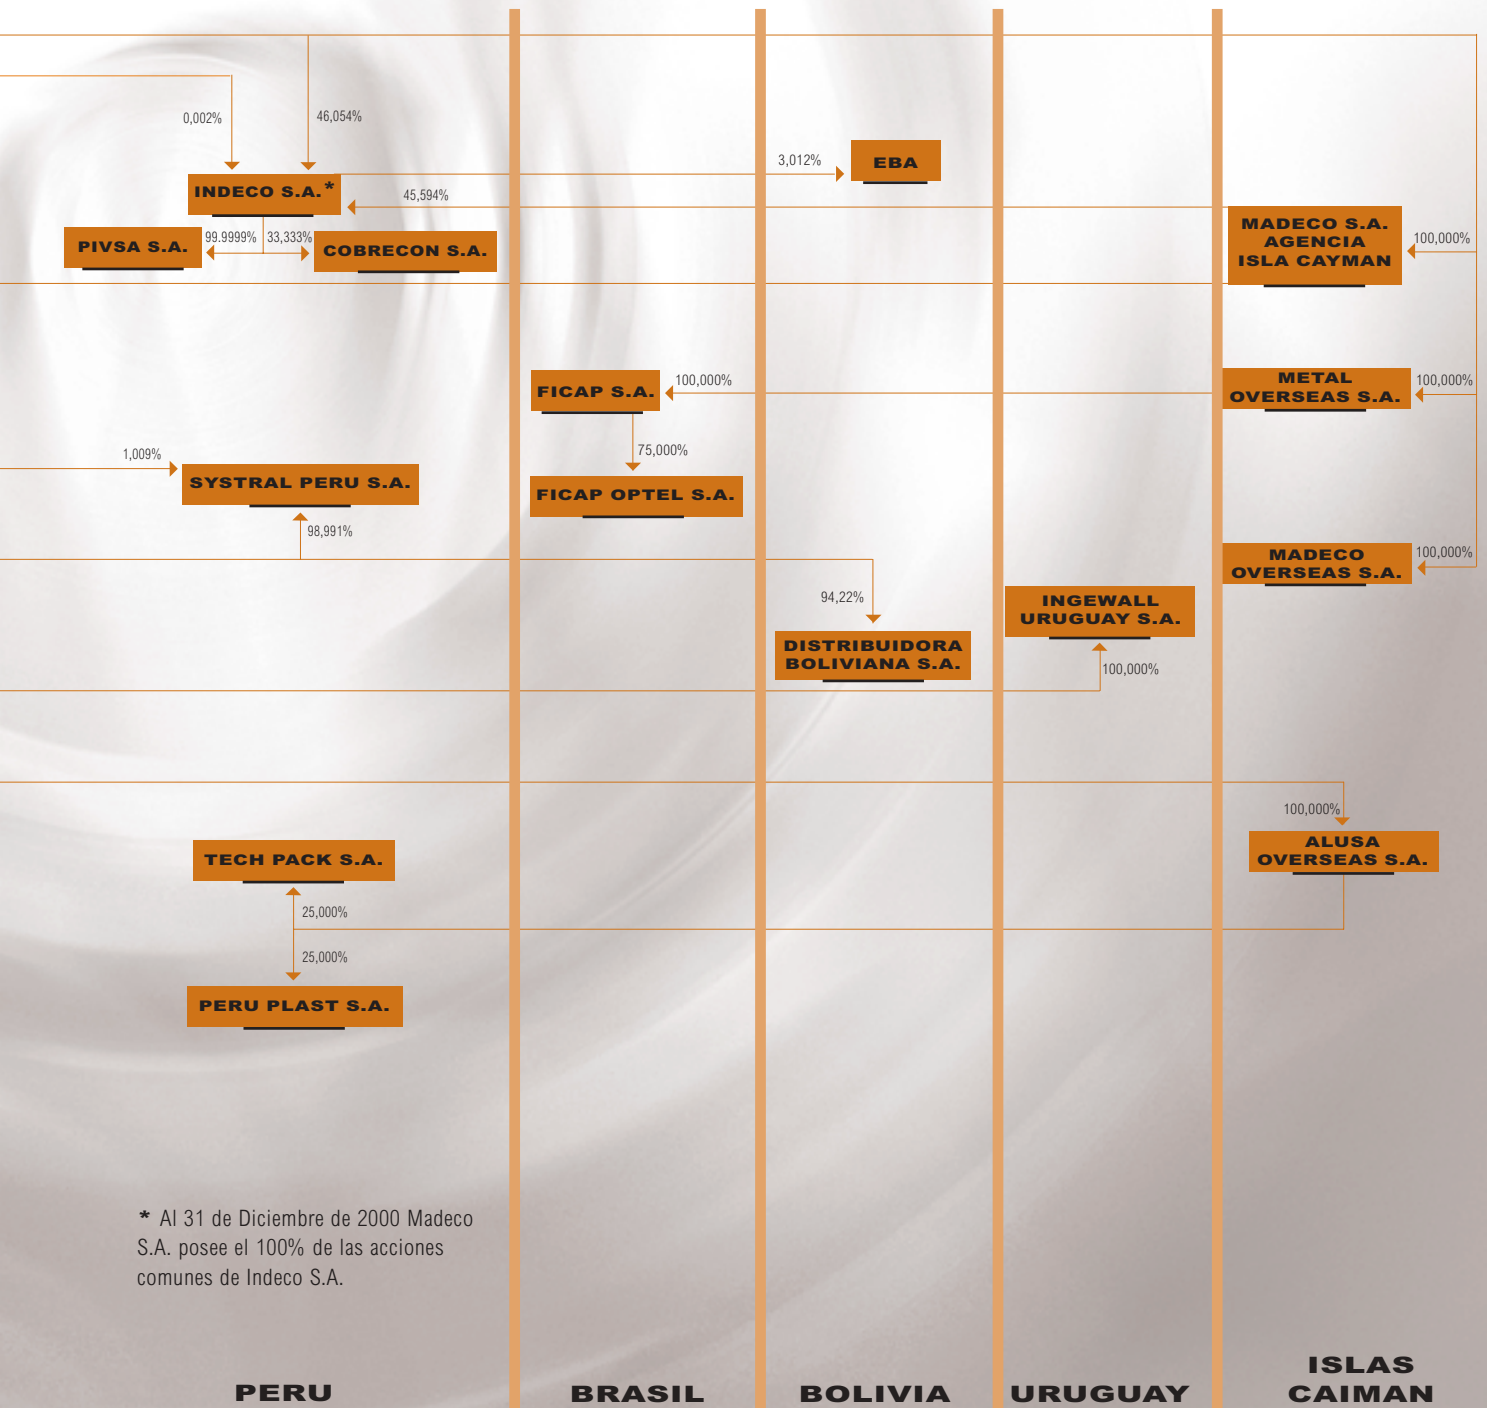 0,002%
46,054%
INDECO S.A.*
3,012%
EBA
45,594%
PIVSA S.A.
99.9999%
33,333%
COBRECON S.A.
MADECO S.A.
AGENCIA
ISLA CAYMAN
100,000%
FICAP S.A.
100,000%
METAL
OVERSEAS S.A.
100,000%
75,000%
1,009%
SYSTRAL PERU S.A.
FICAP OPTEL S.A.
98,991%
MADECO
OVERSEAS S.A.
100,000%
94,22%
DISTRIBUIDORA
BOLIVIANA S.A.
INGEWALL
URUGUAY S.A.
100,000%
100,000%
ALUSA
OVERSEAS S.A.
TECH PACK S.A.
25,000%
25,000%
PERU PLAST S.A.
* Al 31 de Diciembre de 2000 Madeco
S.A. posee el 100% de las acciones
comunes de Indeco S.A.
PERU
BRASIL
BOLIVIA
URUGUAY
ISLAS
CAIMAN